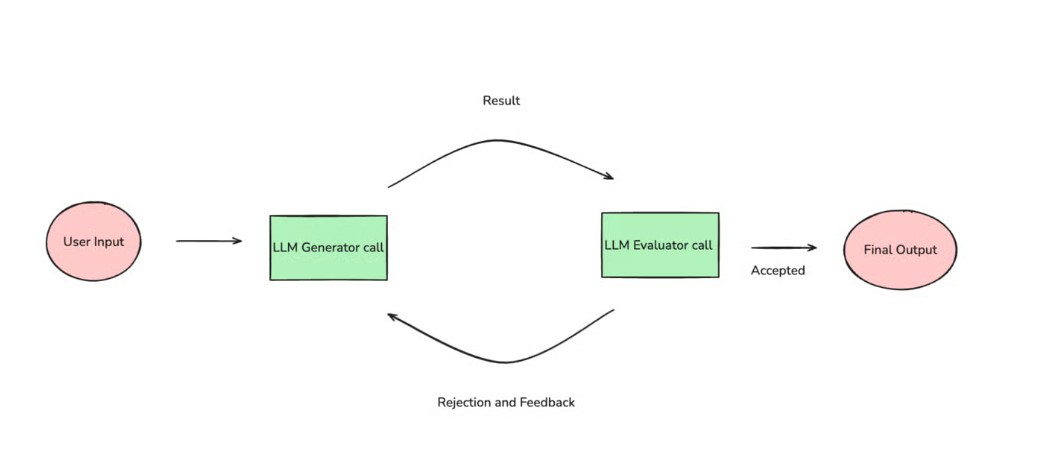 Result
User Input
LLM Generator call
LLM Evaluator call
Accepted
Final Output
Rejection and Feedback